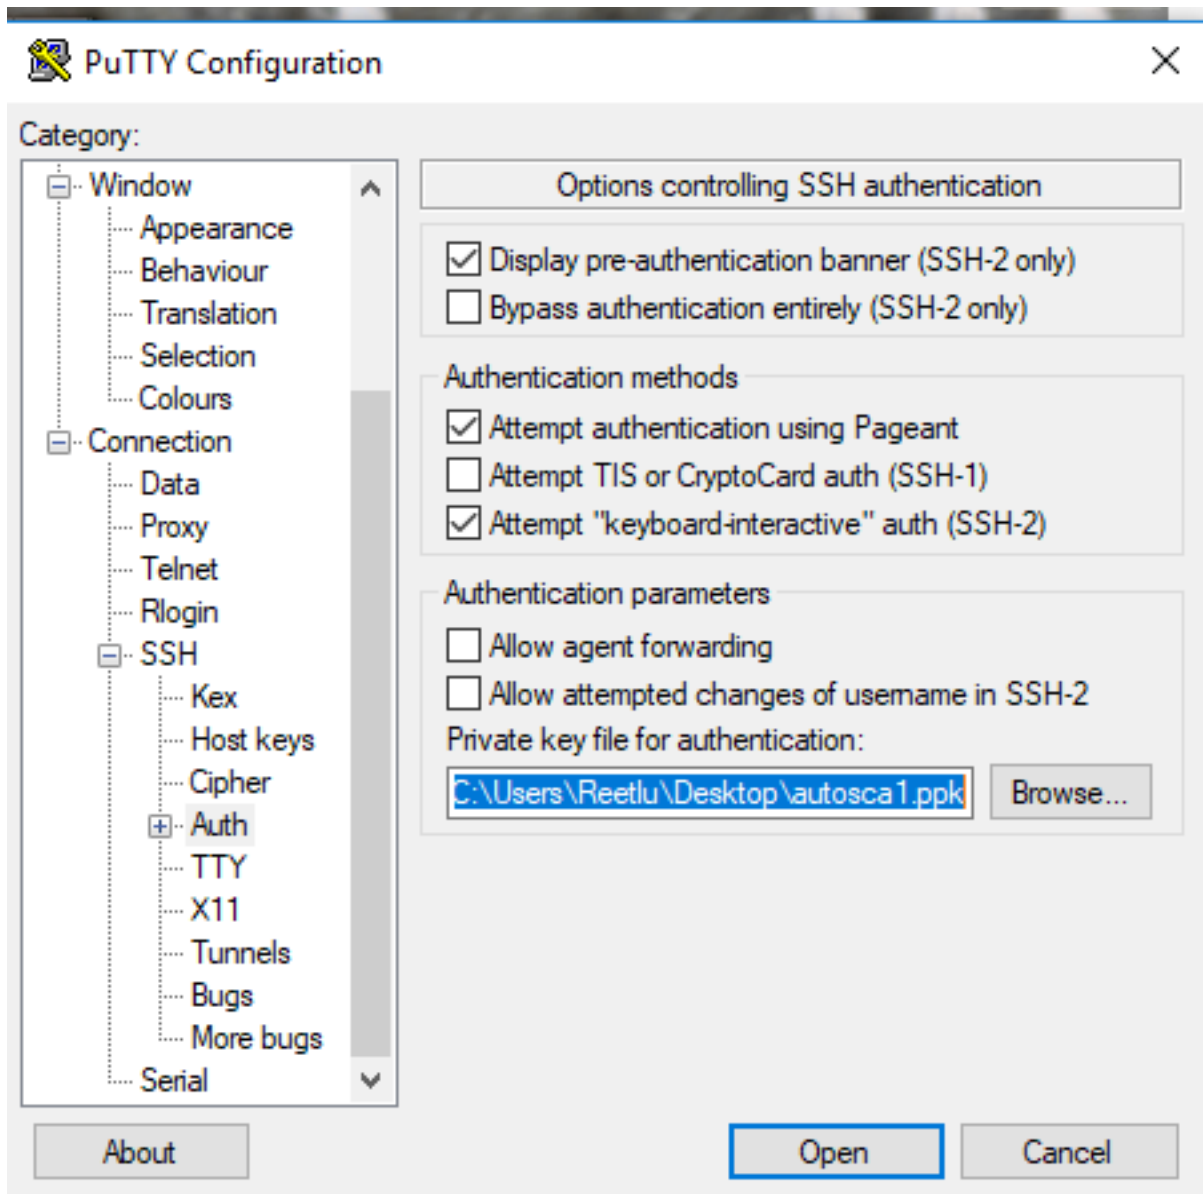 PuTTY Configuration
Category:
Window
Appearance
Behaviour
Translation
Selection
Colours
Connection
Data
Proxy
Telnet
Rlogin
SSH
Kex
Host keys
Cipher
Auth
TTY
X11
Tunnels
Bugs
More bugs
Serial
Options controlling SSH authentication
Display pre-authentication banner (SSH-2 only)
Bypass authentication entirely (SSH-2 only)
Authentication methods
Attempt authentication using Pageant
Attempt TIS or CryptoCard auth (SSH-1)
Attempt "keyboard-interactive" auth (SSH-2)
Authentication parameters
Allow agent forwarding
Allow attempted changes of username in SSH-2
Private key file for authentication:
C:\Users\Reetlu\Desktop\autosca1.ppk
Browse...
About
Open
Cancel